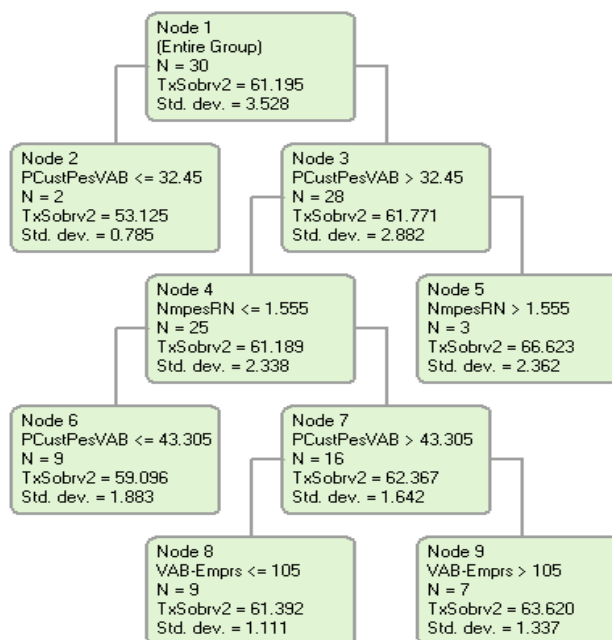 Node 1
(Entire Group)
N = 30
TxSobrv2 = 61.195
Std. dev. = 3.528
Node 2
PCustPesVAB <= 32.45
N = 2
TxSobrv2 = 53.125
Std. dev. = 0.785
Node 3
PCustPesVAB > 32.45
N = 28
TxSobrv2 = 61.771
Std. dev. = 2.882
Node 4
NmpesRN <= 1.555
N = 25
TxSobrv2 = 61.189
Std. dev. = 2.338
Node 5
NmpesRN > 1.555
N = 3
TxSobrv2 = 66.623
Std. dev. = 2.362
Node 6
PCustPesVAB <= 43.305
N = 9
TxSobrv2 = 59.096
Std. dev. = 1.883
Node 7
PCustPesVAB > 43.305
N = 16
TxSobrv2 = 62.367
Std. dev. = 1.642
Node 8
VAB-Emprs <= 105
N = 9
TxSobrv2 = 61.392
Std. dev. = 1.111
Node 9
VAB-Emprs > 105
N = 7
TxSobrv2 = 63.620
Std. dev. = 1.337